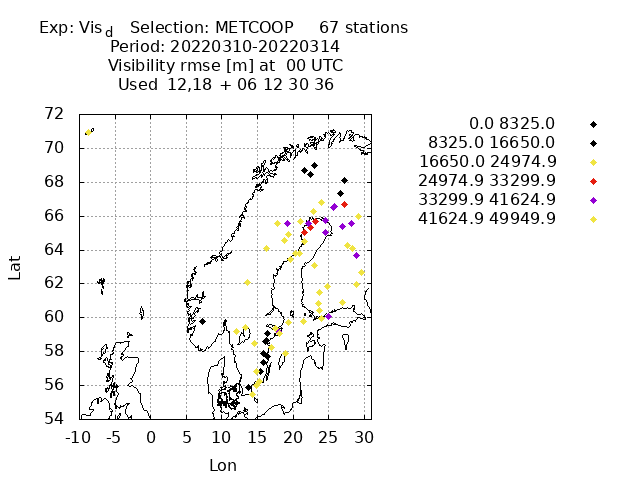 Exp: Vis d Selection: METCOOP 67 stations
Period: 20220310-20220314
Visibility rmse [m] at 00 UTC
Used 12,18 + 06 12 30 36
72
70
68
66
64
62
60
58
56
54
-10 -5 0 5 10 15 20 25 30
Lat
Lon
0.0 8325.0
8325.0 16650.0
16650.0 24974.9
24974.9 33299.9
33299.9 41624.9
41624.9 49949.9